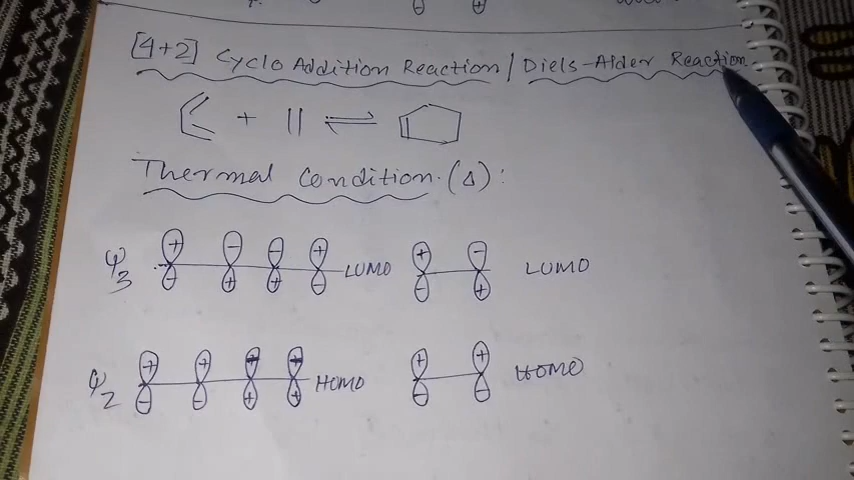 [4+2] Cyclo Addition Reaction / Diels-Alder Reaction.
+ ⇌
Thermal Condition. (Δ) :
+ - - + LUMO + - LUMO
ψ3 - + + - - +
+ + HOMO + + HOMO
ψ2 - - + + - -